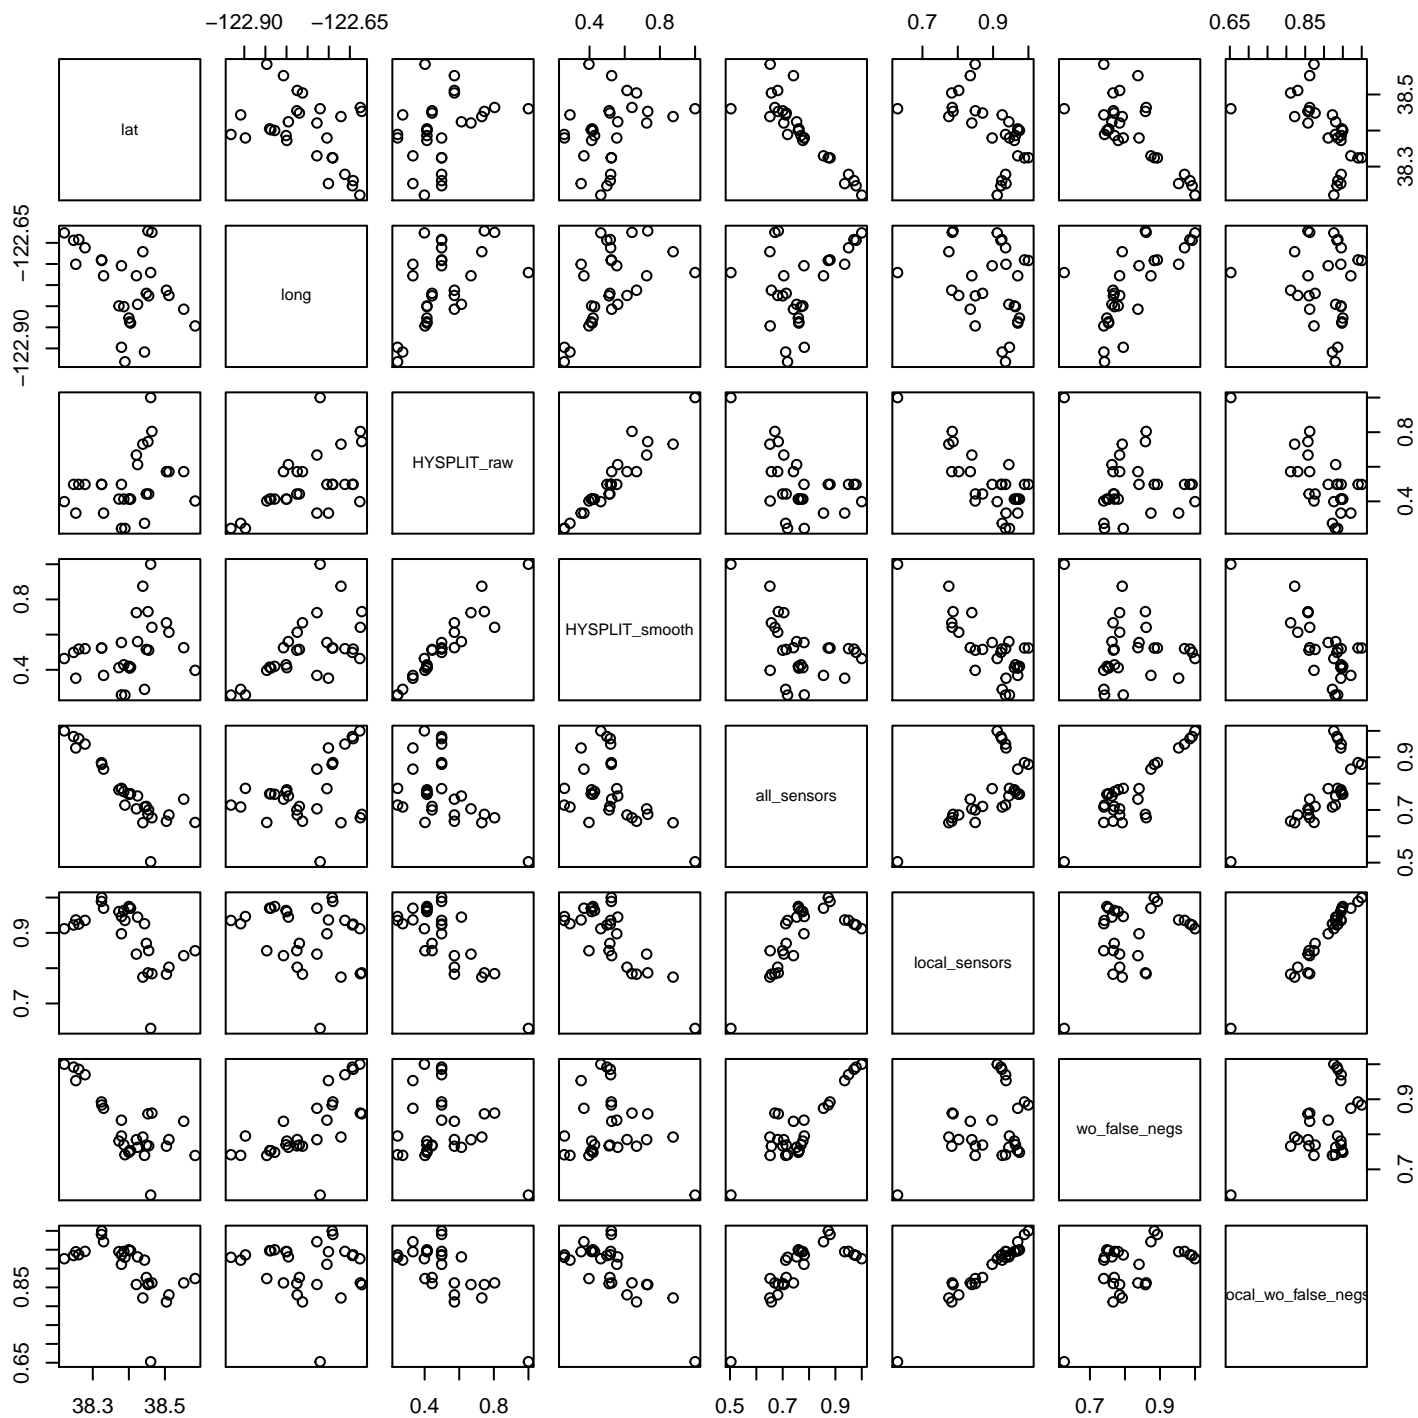 −122.90 −122.65 0.4 0.8 0.7 0.9 0.65 0.85
lat
38.3 38.5
−122.90 −122.65
long
HYSPLIT_raw
0.4 0.8
0.4 0.8
HYSPLIT_smooth
all_sensors
0.5 0.7 0.9
0.7 0.9
local_sensors
wo_false_negs
0.7 0.9
0.65 0.85
ocal_wo_false_negs
38.3 38.5 0.4 0.8 0.5 0.7 0.9 0.7 0.9